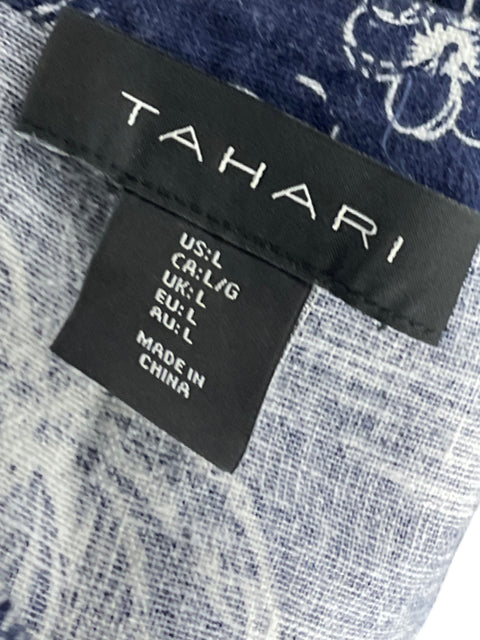 TAHARI
US:L
CA:L/G
UK:L
EU:L
AU:L
MADE IN
CHINA